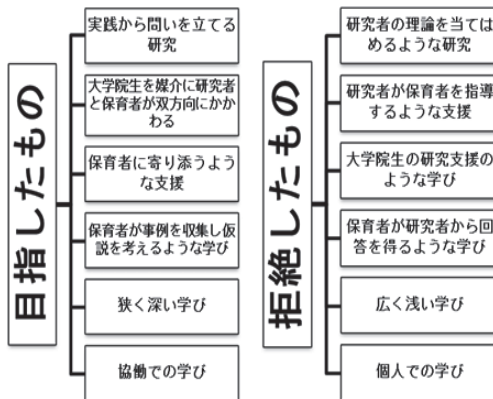 目指したもの
実践から問いを立てる
研究
大学院生を媒介に研究者
と保育者が双方向にかか
わる
保育者に寄り添うよう
な支援
保育者が事例を収集し仮
説を考えるような学び
狭く深い学び
協働での学び
拒絶したもの
研究者の理論を当ては
めるような研究
研究者が保育者を指導
するような支援
大学院生の研究支援の
ような学び
保育者が研究者から回
答を得るような学び
広く浅い学び
個人での学び